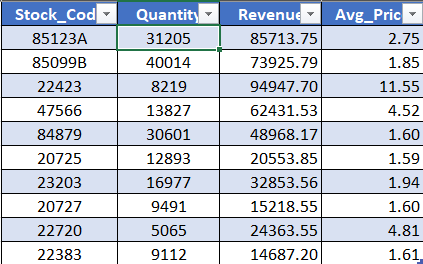 Stock_Cod Quantity Revenue Avg_Pric
85123A 31205 85713.75 2.75
85099B 40014 73925.79 1.85
22423 8219 94947.70 11.55
47566 13827 62431.53 4.52
84879 30601 48968.17 1.60
20725 12893 20553.85 1.59
23203 16977 32853.56 1.94
20727 9491 15218.55 1.60
22720 5065 24363.55 4.81
22383 9112 14687.20 1.61